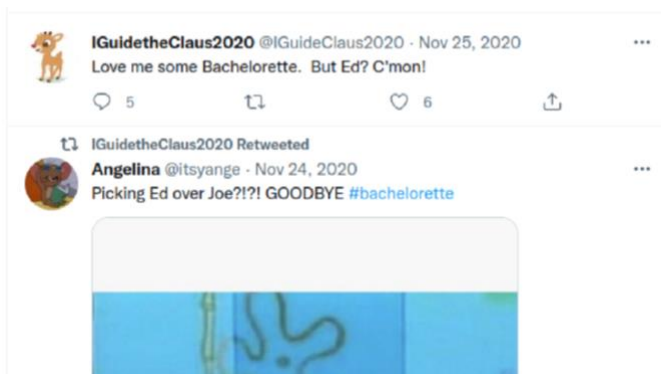 IGuidetheClaus2020 @IGuideClaus2020 · Nov 25, 2020
Love me some Bachelorette. But Ed? C'mon!
5 6
IGuidetheClaus2020 Retweeted
Angelina @itsyange · Nov 24, 2020
Picking Ed over Joe?!?! GOODBYE #bachelorette